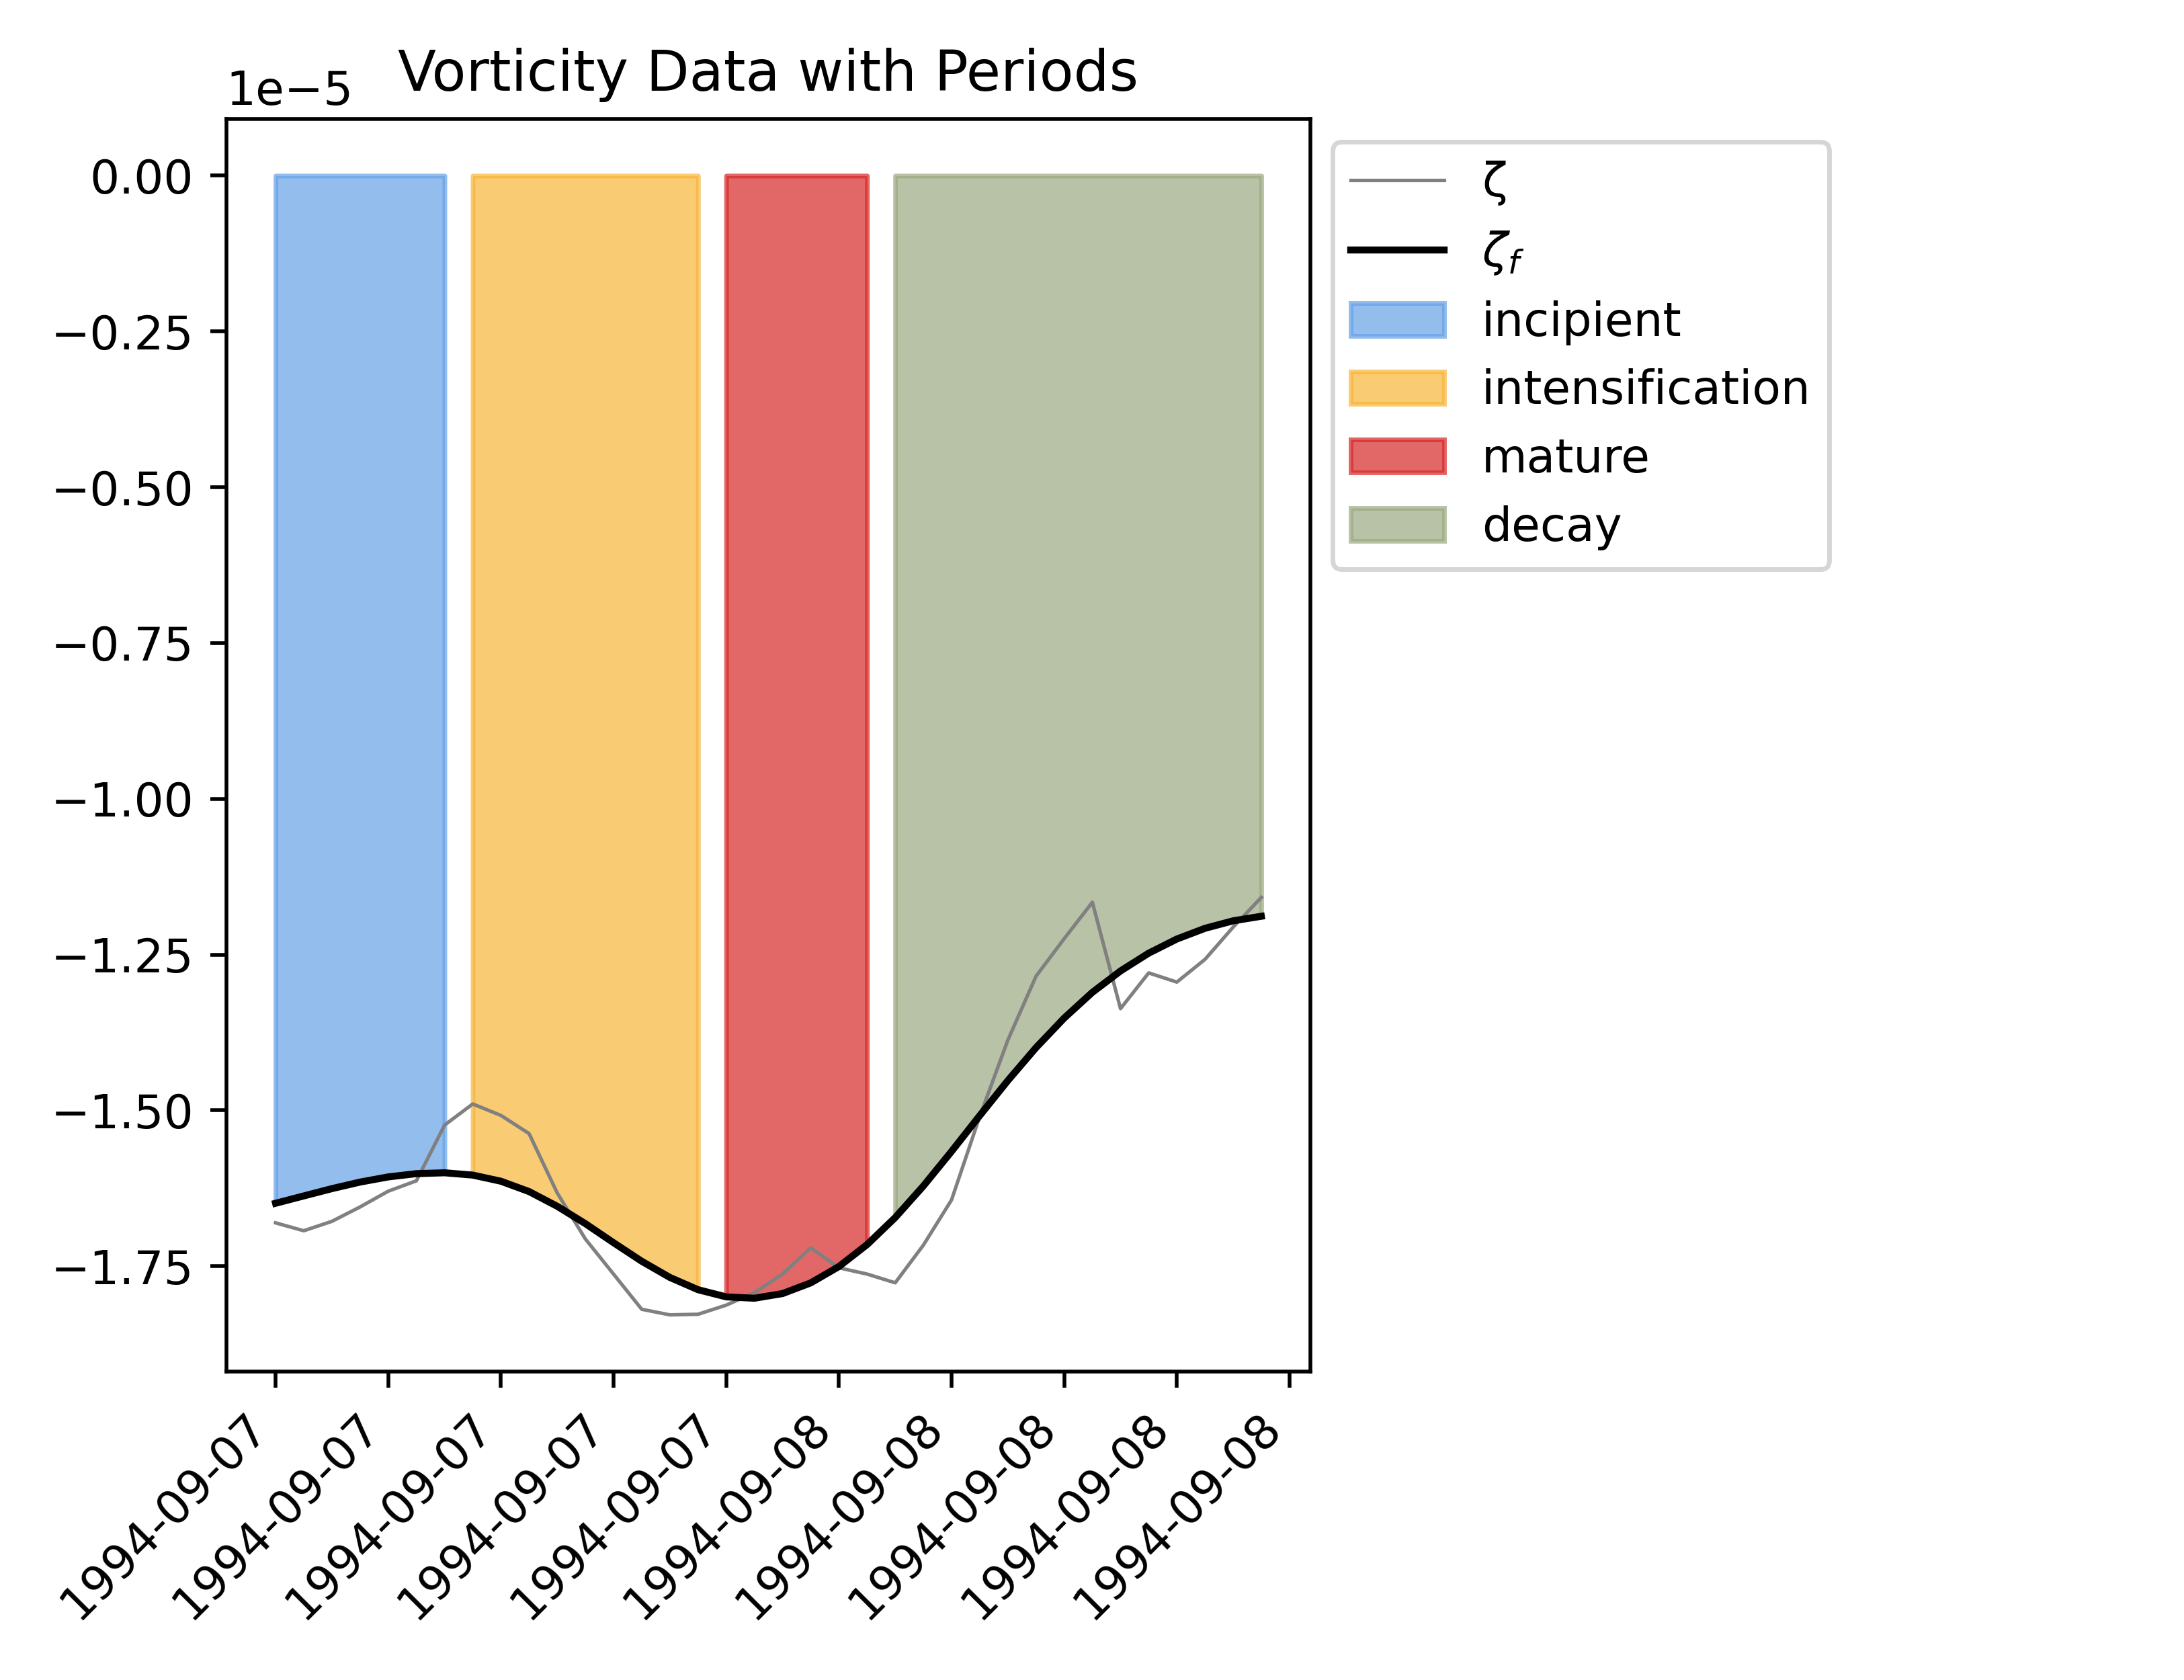 Vorticity Data with Periods
1e−5
0.00
−0.25
−0.50
−0.75
−1.00
−1.25
−1.50
−1.75
1994-09-07
1994-09-07
1994-09-07
1994-09-07
1994-09-07
1994-09-08
1994-09-08
1994-09-08
1994-09-08
1994-09-08
ζ
ζf
incipient
intensification
mature
decay